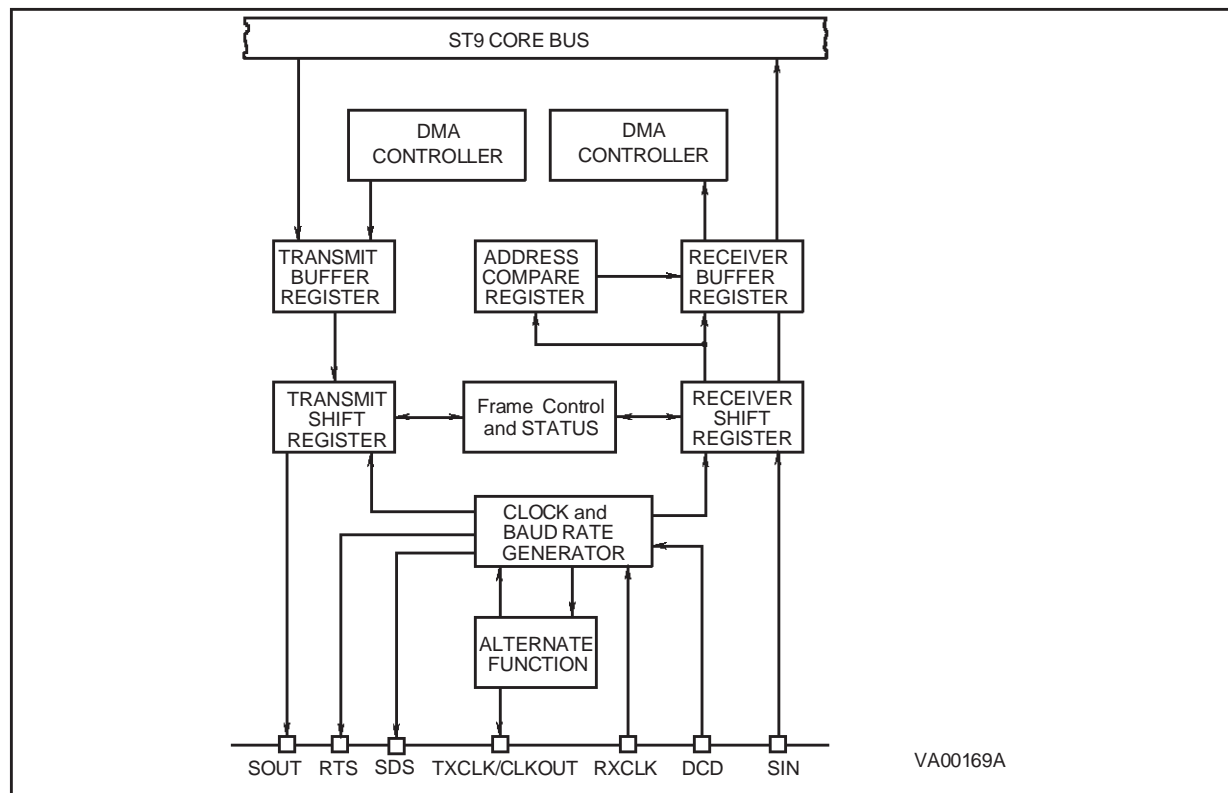 ST9 CORE BUS
DMA
CONTROLLER
DMA
CONTROLLER
TRANSMIT
BUFFER
REGISTER
ADDRESS
COMPARE
REGISTER
RECEIVER
BUFFER
REGISTER
TRANSMIT
SHIFT
REGISTER
Frame Control
and STATUS
RECEIVER
SHIFT
REGISTER
CLOCK and
BAUD RATE
GENERATOR
ALTERNATE
FUNCTION
SOUT RTS SDS TXCLK/CLKOUT RXCLK DCD SIN
VA00169A